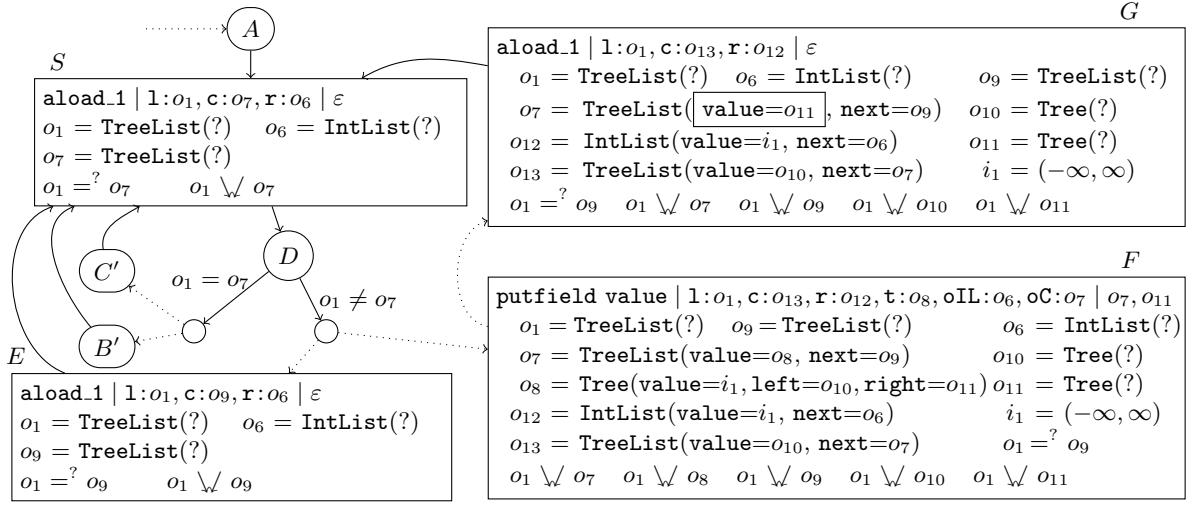 A
S
aload_1 | l:o₁, c:o₇, r:o₆ | ε
o₁ = TreeList(?) o₆ = IntList(?)
o₇ = TreeList(?)
o₁ =? o₇ o₁ \/ o₇
G
aload_1 | l:o₁, c:o₁₃, r:o₁₂ | ε
o₁ = TreeList(?) o₆ = IntList(?) o₉ = TreeList(?)
o₇ = TreeList(value=o₁₁, next=o₉) o₁₀ = Tree(?)
o₁₂ = IntList(value=i₁, next=o₆) o₁₁ = Tree(?)
o₁₃ = TreeList(value=o₁₀, next=o₇) i₁ = (−∞, ∞)
o₁ =? o₉ o₁ \/ o₇ o₁ \/ o₉ o₁ \/ o₁₀ o₁ \/ o₁₁
C′
D
o₁ = o₇
o₁ ≠ o₇
B′
E
aload_1 | l:o₁, c:o₉, r:o₆ | ε
o₁ = TreeList(?) o₆ = IntList(?)
o₉ = TreeList(?)
o₁ =? o₉ o₁ \/ o₉
F
putfield value | l:o₁, c:o₁₃, r:o₁₂, t:o₈, oIL:o₆, oC:o₇ | o₇, o₁₁
o₁ = TreeList(?) o₉ = TreeList(?) o₆ = IntList(?)
o₇ = TreeList(value=o₈, next=o₉) o₁₀ = Tree(?)
o₈ = Tree(value=i₁, left=o₁₀, right=o₁₁) o₁₁ = Tree(?)
o₁₂ = IntList(value=i₁, next=o₆) i₁ = (−∞, ∞)
o₁₃ = TreeList(value=o₁₀, next=o₇) o₁ =? o₉
o₁ \/ o₇ o₁ \/ o₈ o₁ \/ o₉ o₁ \/ o₁₀ o₁ \/ o₁₁